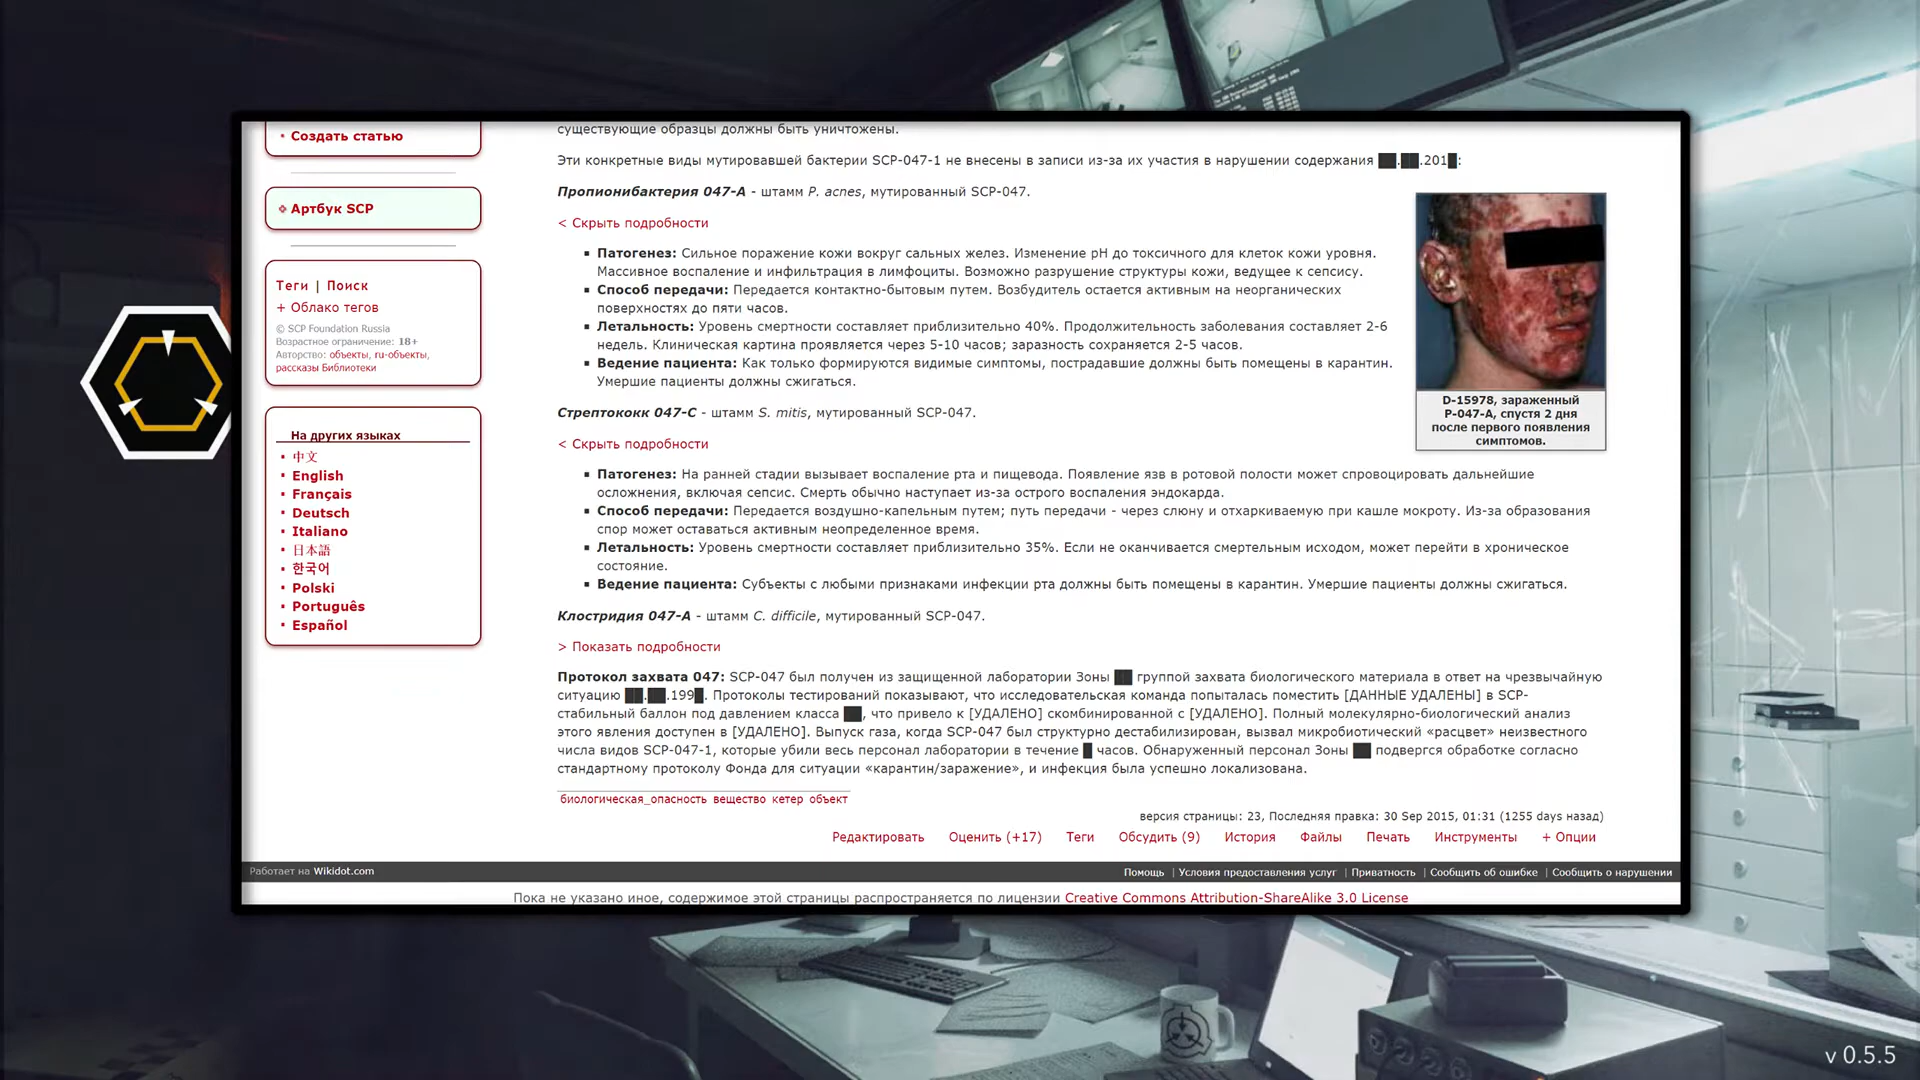 Создать статью
Артбук SCP
Теги | Поиск
+ Облако тегов
© SCP Foundation Russia
Возрастное ограничение: 18+
Авторство: объекты, ru-объекты,
рассказы Библиотеки
На других языках
中文
English
Français
Deutsch
Italiano
日本語
한국어
Polski
Português
Español
существующие образцы должны быть уничтожены.
Эти конкретные виды мутировавшей бактерии SCP-047-1 не внесены в записи из-за их участия в нарушении содержания ██.██.201█:
Пропионибактерия 047-A - штамм P. acnes, мутированный SCP-047.
< Скрыть подробности
Патогенез: Сильное поражение кожи вокруг сальных желез. Изменение pH до токсичного для клеток кожи уровня.
Массивное воспаление и инфильтрация в лимфоциты. Возможно разрушение структуры кожи, ведущее к сепсису.
Способ передачи: Передается контактно-бытовым путем. Возбудитель остается активным на неорганических
поверхностях до пяти часов.
Летальность: Уровень смертности составляет приблизительно 40%. Продолжительность заболевания составляет 2-6
недель. Клиническая картина проявляется через 5-10 часов; заразность сохраняется 2-5 часов.
Ведение пациента: Как только формируются видимые симптомы, пострадавшие должны быть помещены в карантин.
Умершие пациенты должны сжигаться.
D-15978, зараженный
P-047-A, спустя 2 дня
после первого появления
симптомов.
Стрептококк 047-C - штамм S. mitis, мутированный SCP-047.
< Скрыть подробности
Патогенез: На ранней стадии вызывает воспаление рта и пищевода. Появление язв в ротовой полости может спровоцировать дальнейшие
осложнения, включая сепсис. Смерть обычно наступает из-за острого воспаления эндокарда.
Способ передачи: Передается воздушно-капельным путем; путь передачи - через слюну и отхаркиваемую при кашле мокроту. Из-за образования
спор может оставаться активным неопределенное время.
Летальность: Уровень смертности составляет приблизительно 35%. Если не оканчивается смертельным исходом, может перейти в хроническое
состояние.
Ведение пациента: Субъекты с любыми признаками инфекции рта должны быть помещены в карантин. Умершие пациенты должны сжигаться.
Клостридия 047-A - штамм C. difficile, мутированный SCP-047.
> Показать подробности
Протокол захвата 047: SCP-047 был получен из защищенной лаборатории Зоны ██ группой захвата биологического материала в ответ на чрезвычайную
ситуацию ██.██.199█. Протоколы тестирований показывают, что исследовательская команда попыталась поместить [ДАННЫЕ УДАЛЕНЫ] в SCP-
стабильный баллон под давлением класса ██, что привело к [УДАЛЕНО] скомбинированной с [УДАЛЕНО]. Полный молекулярно-биологический анализ
этого явления доступен в [УДАЛЕНО]. Выпуск газа, когда SCP-047 был структурно дестабилизирован, вызвал микробиотический «расцвет» неизвестного
числа видов SCP-047-1, которые убили весь персонал лаборатории в течение █ часов. Обнаруженный персонал Зоны ██ подвергся обработке согласно
стандартному протоколу Фонда для ситуации «карантин/заражение», и инфекция была успешно локализована.
биологическая_опасность вещество кетер объект
версия страницы: 23, Последняя правка: 30 Sep 2015, 01:31 (1255 days назад)
Редактировать Оценить (+17) Теги Обсудить (9) История Файлы Печать Инструменты + Опции
Работает на Wikidot.com
Помощь | Условия предоставления услуг | Приватность | Сообщить об ошибке | Сообщить о нарушении
Пока не указано иное, содержимое этой страницы распространяется по лицензии Creative Commons Attribution-ShareAlike 3.0 License
v 0.5.5